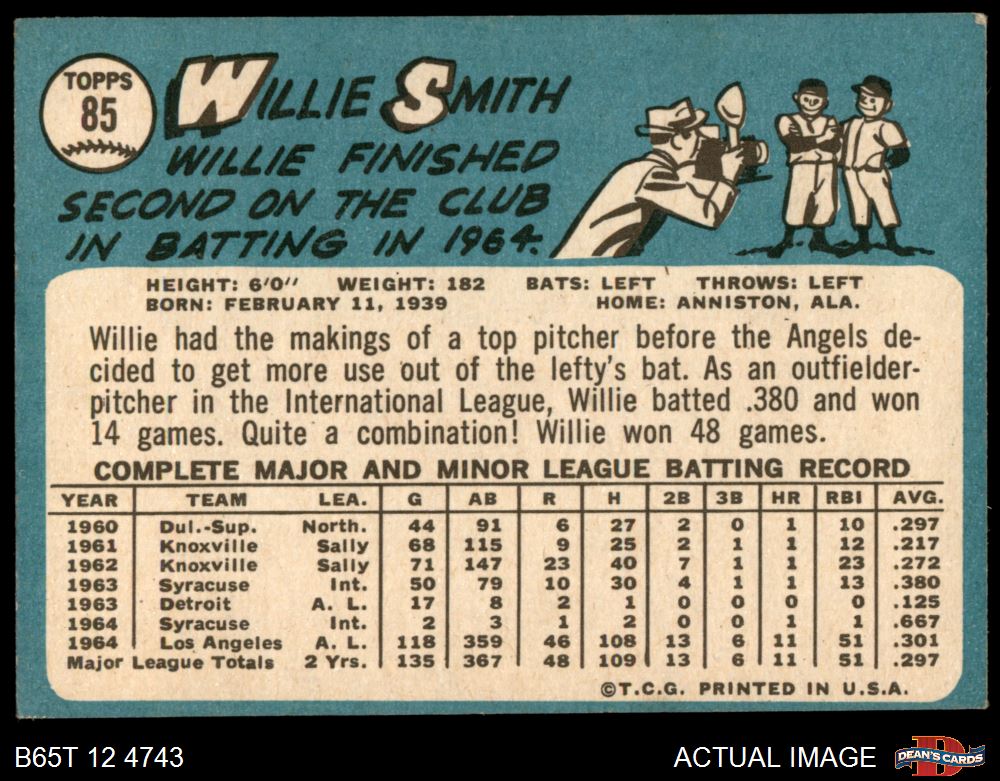 TOPPS
85
WILLIE SMITH
WILLIE FINISHED
SECOND ON THE CLUB
IN BATTING IN 1964.
HEIGHT: 6'0" WEIGHT: 182 BATS: LEFT THROWS: LEFT
BORN: FEBRUARY 11, 1939 HOME: ANNISTON, ALA.
Willie had the makings of a top pitcher before the Angels de-
cided to get more use out of the lefty's bat. As an outfielder-
pitcher in the International League, Willie batted .380 and won
14 games. Quite a combination! Willie won 48 games.
COMPLETE MAJOR AND MINOR LEAGUE BATTING RECORD
YEAR TEAM LEA. G AB R H 2B 3B HR RBI AVG.
1960 Dul.-Sup. North. 44 91 6 27 2 0 1 10 .297
1961 Knoxville Sally 68 115 9 25 2 1 1 12 .217
1962 Knoxville Sally 71 147 23 40 7 1 1 23 .272
1963 Syracuse Int. 50 79 10 30 4 1 1 13 .380
1963 Detroit A. L. 17 8 2 1 0 0 0 0 .125
1964 Syracuse Int. 2 3 1 2 0 0 1 1 .667
1964 Los Angeles A. L. 118 359 46 108 13 6 11 51 .301
Major League Totals 2 Yrs. 135 367 48 109 13 6 11 51 .297
©T.C.G. PRINTED IN U.S.A.
B65T 12 4743 ACTUAL IMAGE
DEAN'S CARDS